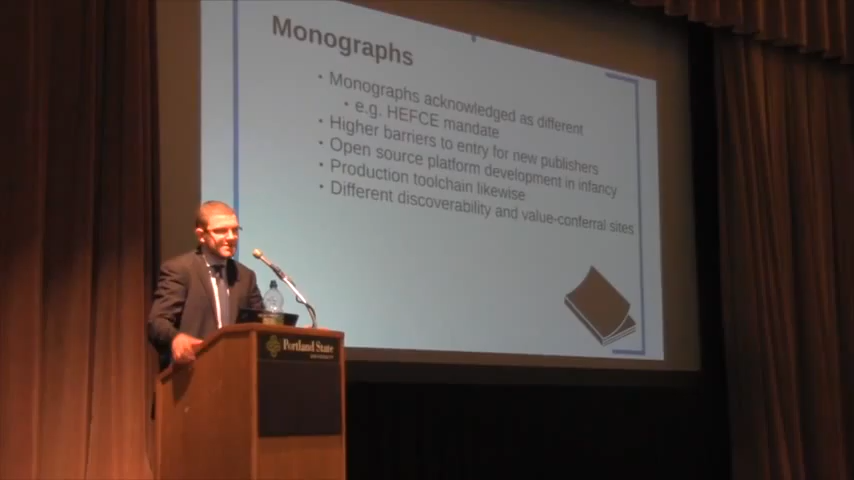 Monographs
• Monographs acknowledged as different
• e.g. HEFCE mandate
• Higher barriers to entry for new publishers
• Open source platform development in infancy
• Production toolchain likewise
• Different discoverability and value-conferral sites
Portland State
UNIVERSITY